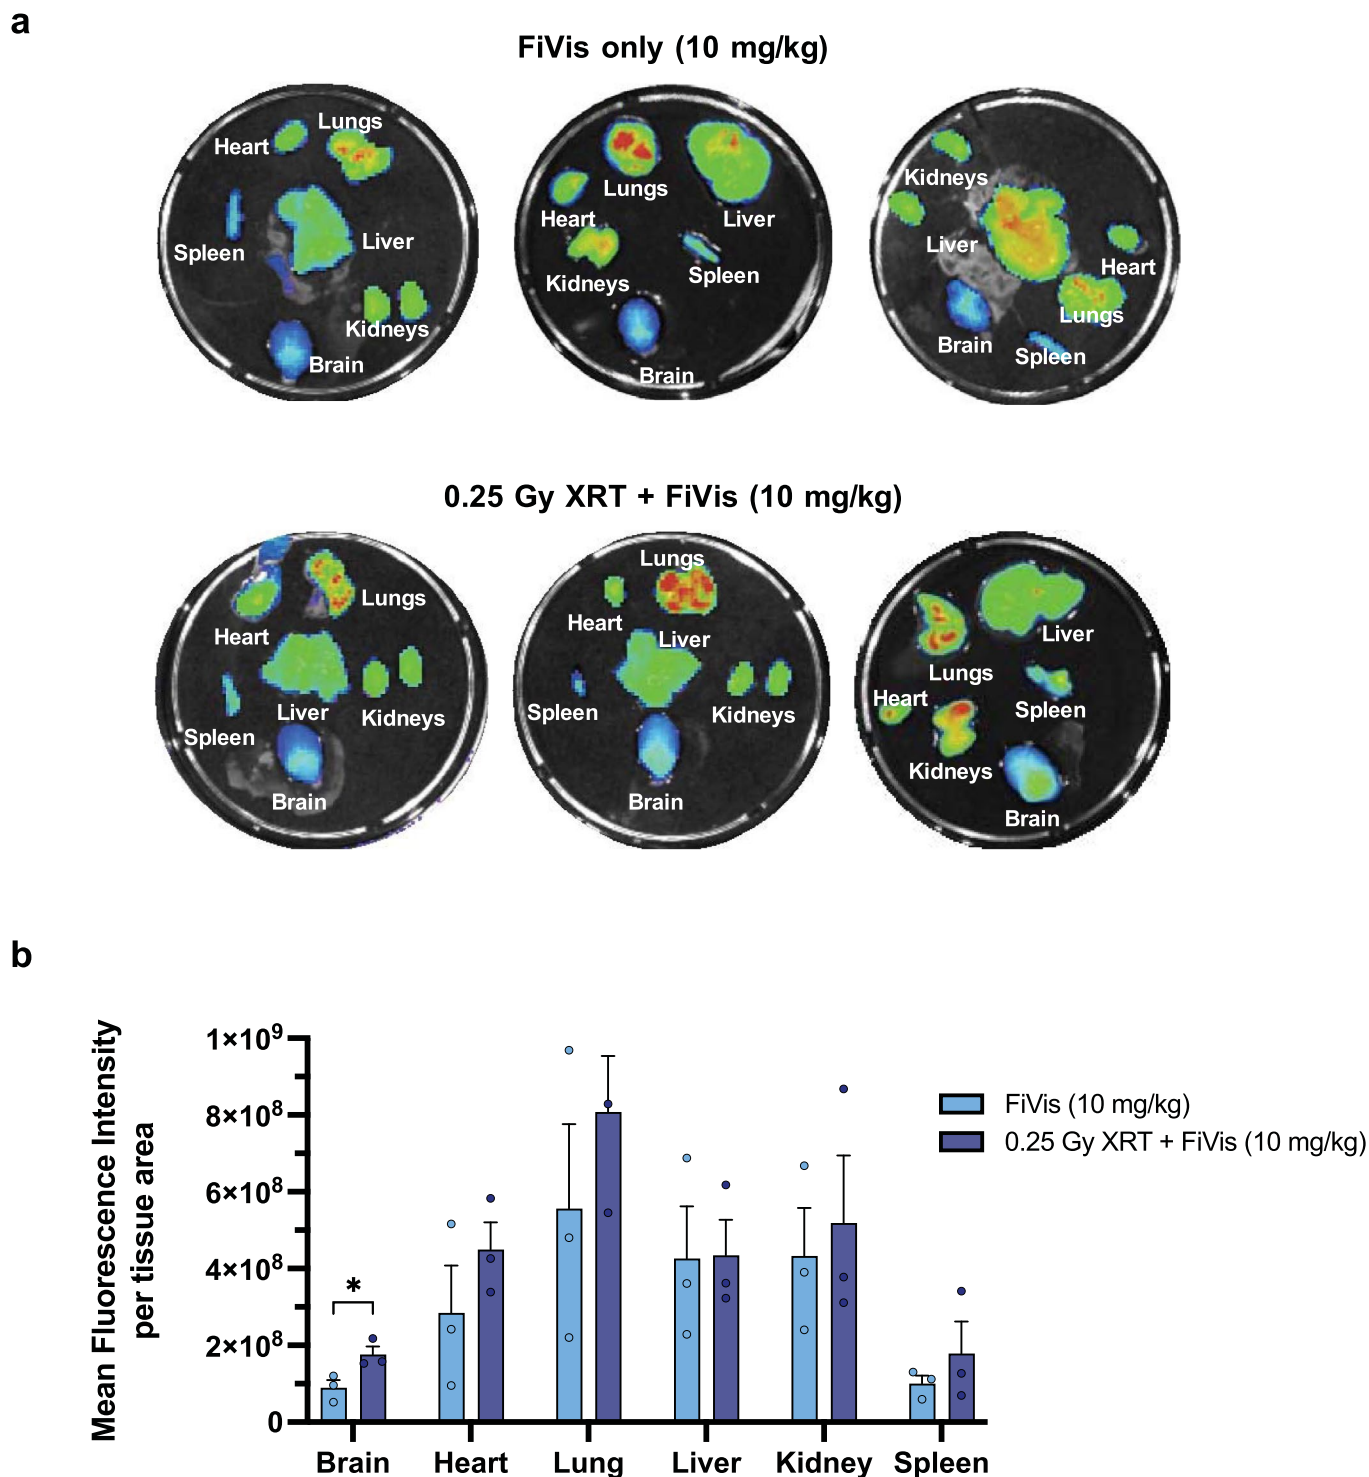 a
FiVis only (10 mg/kg)
Heart
Lungs
Spleen
Liver
Kidneys
Brain
Lungs
Heart
Liver
Kidneys
Spleen
Brain
Kidneys
Liver
Heart
Lungs
Brain
Spleen
0.25 Gy XRT + FiVis (10 mg/kg)
Lungs
Heart
Liver
Kidneys
Spleen
Brain
Lungs
Heart
Liver
Spleen
Kidneys
Brain
Liver
Lungs
Heart
Spleen
Kidneys
Brain
b
Mean Fluorescence Intensity
per tissue area
1×10⁹
8×10⁸
6×10⁸
4×10⁸
2×10⁸
0
*
FiVis (10 mg/kg)
0.25 Gy XRT + FiVis (10 mg/kg)
Brain Heart Lung Liver Kidney Spleen